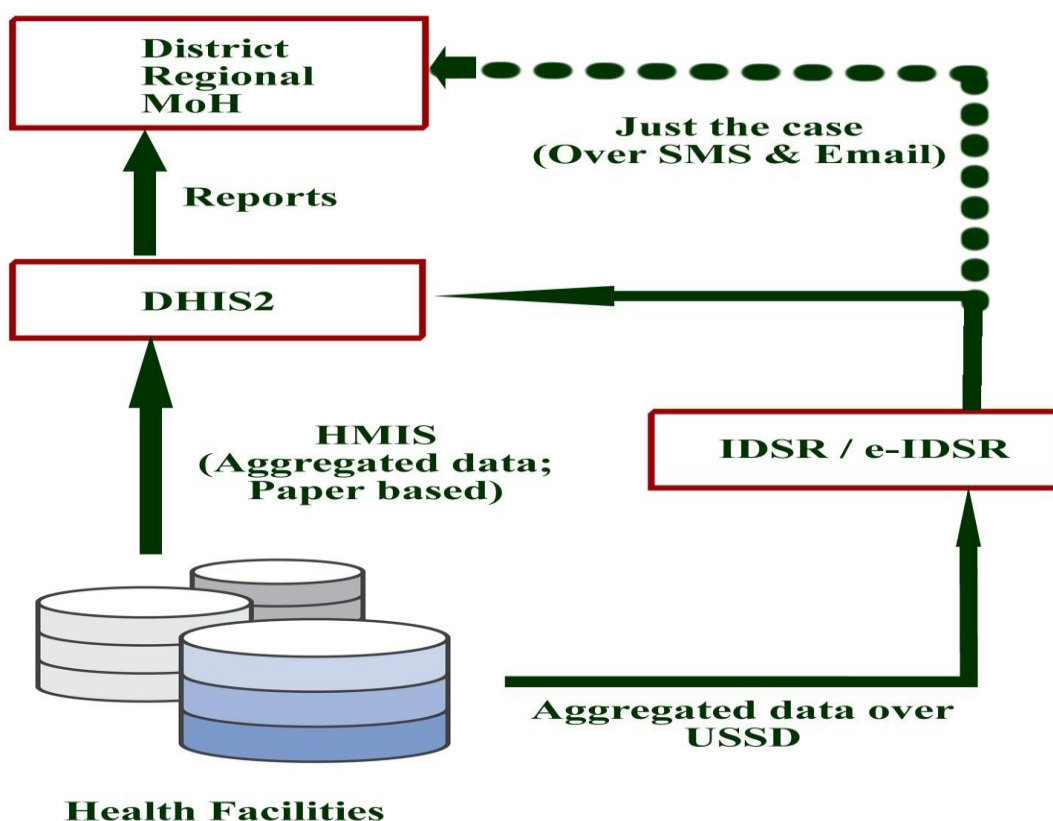 District
Regional
MoH
Just the case
(Over SMS & Email)
Reports
DHIS2
HMIS
(Aggregated data;
Paper based)
IDSR / e-IDSR
Aggregated data over
USSD
Health Facilities